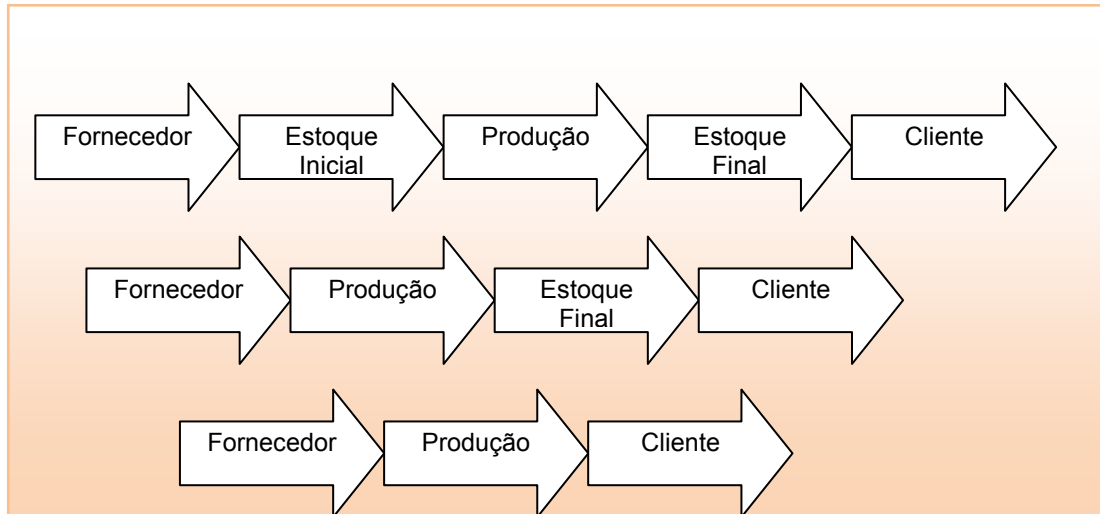 Fornecedor
Estoque
Inicial
Produção
Estoque
Final
Cliente
Fornecedor
Produção
Estoque
Final
Cliente
Fornecedor
Produção
Cliente